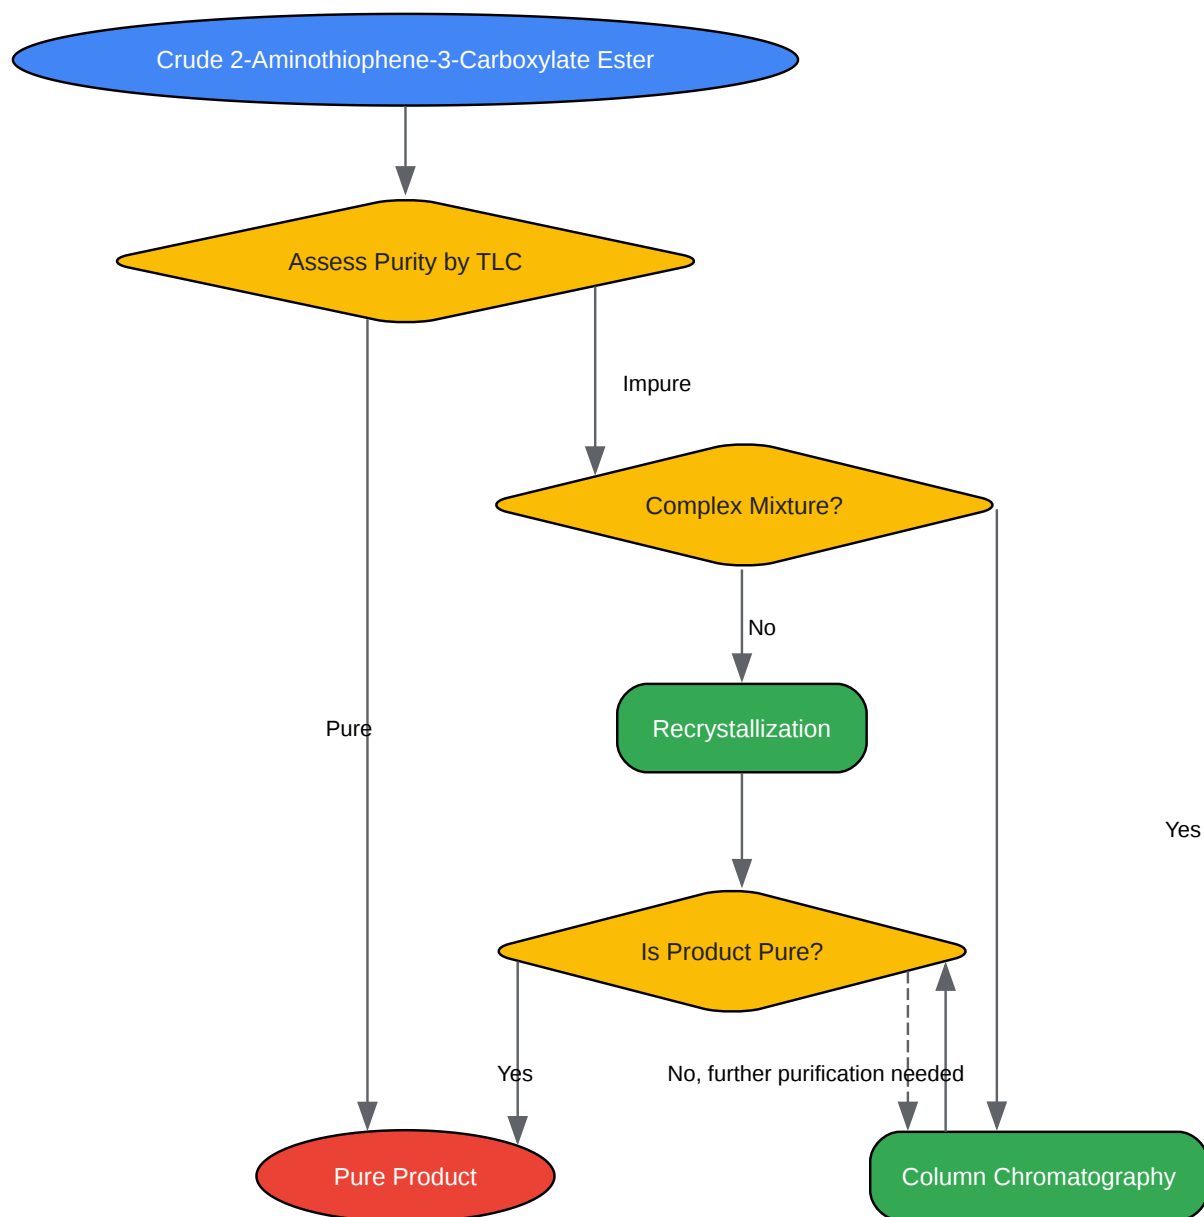 Crude 2-Aminothiophene-3-Carboxylate Ester
Assess Purity by TLC
Impure
Complex Mixture?
No
Recrystallization
Pure
Yes
Is Product Pure?
Yes
No, further purification needed
Pure Product
Column Chromatography